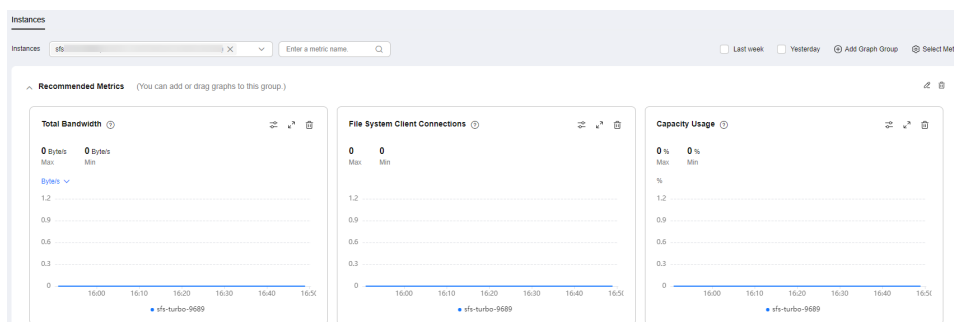 Instances
Instances sfs Enter a metric name. Last week Yesterday Add Graph Group Select Met
Recommended Metrics (You can add or drag graphs to this group.)
Total Bandwidth File System Client Connections Capacity Usage
0 Byte/s 0 Byte/s 0 0 0 % 0 %
Max Min Max Min Max Min
Byte/s %
1.2 1.2 1.2
0.9 0.9 0.9
0.6 0.6 0.6
0.3 0.3 0.3
0 0 0
16:00 16:10 16:20 16:30 16:40 16:50 16:00 16:10 16:20 16:30 16:40 16:50 16:00 16:10 16:20 16:30 16:40 16:50
sfs-turbo-9689 sfs-turbo-9689 sfs-turbo-9689